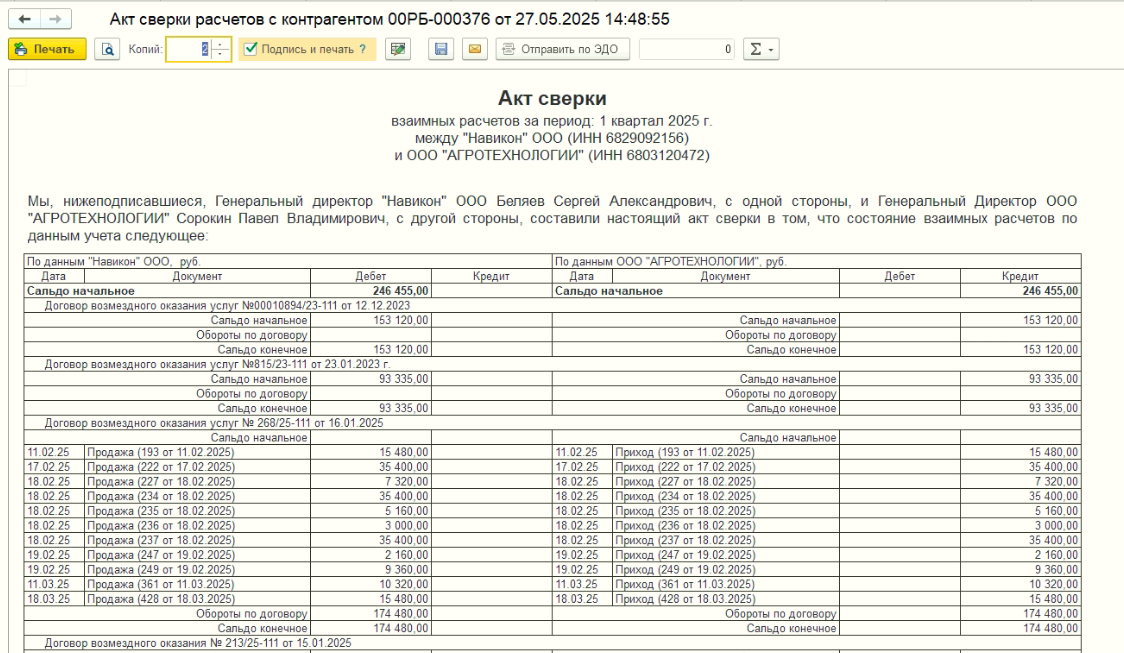 Акт сверки расчетов с контрагентом 00РБ-000376 от 27.05.2025 14:48:55
Печать Копий: 2 Подпись и печать ? Отправить по ЭДО 0 Σ
Акт сверки
взаимных расчетов за период: 1 квартал 2025 г.
между "Навикон" ООО (ИНН 6829092156)
и ООО "АГРОТЕХНОЛОГИИ" (ИНН 6803120472)
Мы, нижеподписавшиеся, Генеральный директор "Навикон" ООО Беляев Сергей Александрович, с одной стороны, и Генеральный Директор ООО
"АГРОТЕХНОЛОГИИ" Сорокин Павел Владимирович, с другой стороны, составили настоящий акт сверки в том, что состояние взаимных расчетов по
данным учета следующее:
По данным "Навикон" ООО, руб. По данным ООО "АГРОТЕХНОЛОГИИ", руб.
Дата Документ Дебет Кредит Дата Документ Дебет Кредит
Сальдо начальное 246 455,00 Сальдо начальное 246 455,00
Договор возмездного оказания услуг №00010894/23-111 от 12.12.2023
Сальдо начальное 153 120,00 Сальдо начальное 153 120,00
Обороты по договору Обороты по договору
Сальдо конечное 153 120,00 Сальдо конечное 153 120,00
Договор возмездного оказания услуг №815/23-111 от 23.01.2023 г.
Сальдо начальное 93 335,00 Сальдо начальное 93 335,00
Обороты по договору Обороты по договору
Сальдо конечное 93 335,00 Сальдо конечное 93 335,00
Договор возмездного оказания услуг № 268/25-111 от 16.01.2025
Сальдо начальное Сальдо начальное
11.02.25 Продажа (193 от 11.02.2025) 15 480,00 11.02.25 Приход (193 от 11.02.2025) 15 480,00
17.02.25 Продажа (222 от 17.02.2025) 35 400,00 17.02.25 Приход (222 от 17.02.2025) 35 400,00
18.02.25 Продажа (227 от 18.02.2025) 7 320,00 18.02.25 Приход (227 от 18.02.2025) 7 320,00
18.02.25 Продажа (234 от 18.02.2025) 35 400,00 18.02.25 Приход (234 от 18.02.2025) 35 400,00
18.02.25 Продажа (235 от 18.02.2025) 5 160,00 18.02.25 Приход (235 от 18.02.2025) 5 160,00
18.02.25 Продажа (236 от 18.02.2025) 3 000,00 18.02.25 Приход (236 от 18.02.2025) 3 000,00
18.02.25 Продажа (237 от 18.02.2025) 35 400,00 18.02.25 Приход (237 от 18.02.2025) 35 400,00
19.02.25 Продажа (247 от 19.02.2025) 2 160,00 19.02.25 Приход (247 от 19.02.2025) 2 160,00
19.02.25 Продажа (249 от 19.02.2025) 9 360,00 19.02.25 Приход (249 от 19.02.2025) 9 360,00
11.03.25 Продажа (361 от 11.03.2025) 10 320,00 11.03.25 Приход (361 от 11.03.2025) 10 320,00
18.03.25 Продажа (428 от 18.03.2025) 15 480,00 18.03.25 Приход (428 от 18.03.2025) 15 480,00
Обороты по договору 174 480,00 Обороты по договору 174 480,00
Сальдо конечное 174 480,00 Сальдо конечное 174 480,00
Договор возмездного оказания № 213/25-111 от 15.01.2025